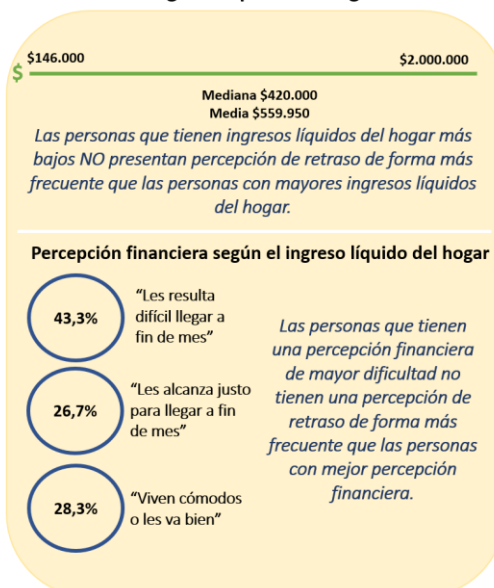 $146.000
$2.000.000
$
Mediana $420.000
Media $559.950
Las personas que tienen ingresos líquidos del hogar más
bajos NO presentan percepción de retraso de forma más
frecuente que las personas con mayores ingresos líquidos
del hogar.
Percepción financiera según el ingreso líquido del hogar
43,3%
“Les resulta
difícil llegar a
fin de mes”
26,7%
“Les alcanza justo
para llegar a fin
de mes”
28,3%
“Viven cómodos
o les va bien”
Las personas que tienen
una percepción financiera
de mayor dificultad no
tienen una percepción de
retraso de forma más
frecuente que las personas
con mejor percepción
financiera.